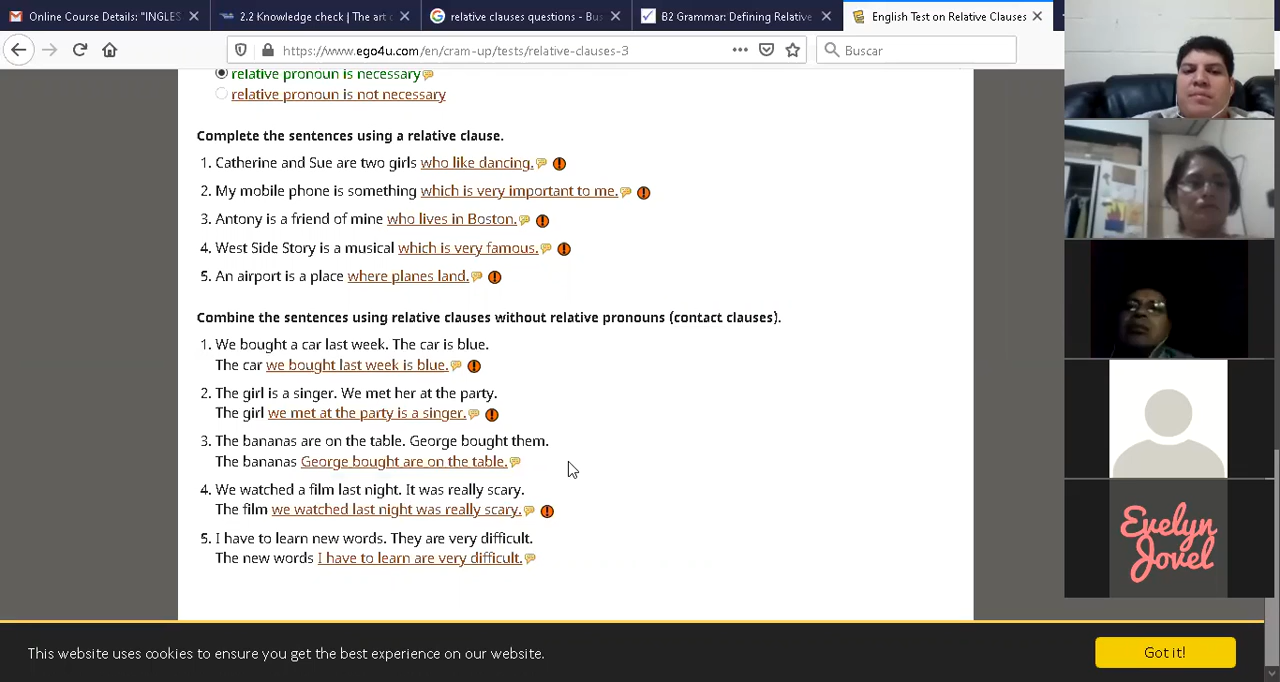 Online Course Details: "INGLES
2.2 Knowledge check | The art c
relative clauses questions - Bus
B2 Grammar: Defining Relative
English Test on Relative Clauses
https://www.ego4u.com/en/cram-up/tests/relative-clauses-3
Buscar
relative pronoun is necessary
relative pronoun is not necessary
Complete the sentences using a relative clause.
1. Catherine and Sue are two girls who like dancing.
2. My mobile phone is something which is very important to me.
3. Antony is a friend of mine who lives in Boston.
4. West Side Story is a musical which is very famous.
5. An airport is a place where planes land.
Combine the sentences using relative clauses without relative pronouns (contact clauses).
1. We bought a car last week. The car is blue.
The car we bought last week is blue.
2. The girl is a singer. We met her at the party.
The girl we met at the party is a singer.
3. The bananas are on the table. George bought them.
The bananas George bought are on the table.
4. We watched a film last night. It was really scary.
The film we watched last night was really scary.
5. I have to learn new words. They are very difficult.
The new words I have to learn are very difficult.
Evelyn
Jovel
This website uses cookies to ensure you get the best experience on our website.
Got it!